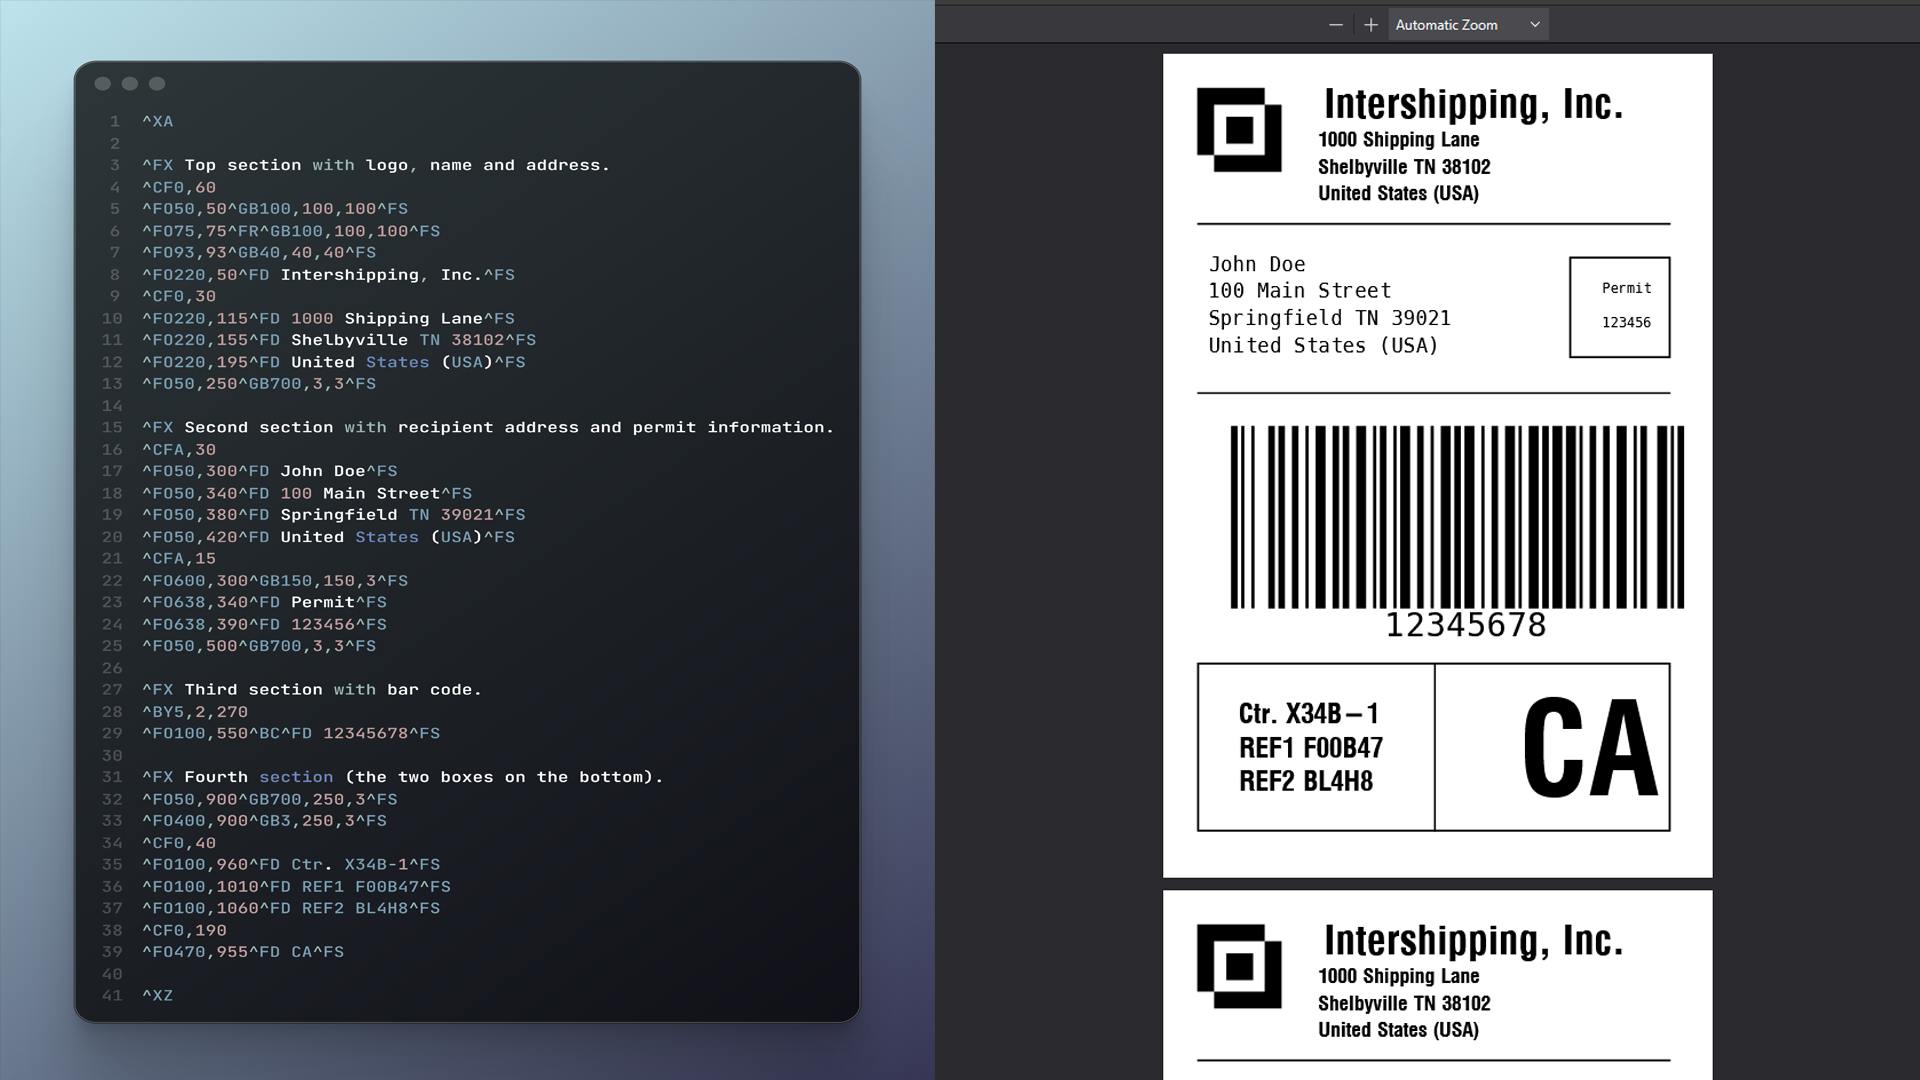 1 ^XA
2
3 ^FX Top section with logo, name and address.
4 ^CF0,60
5 ^FO50,50^GB100,100,100^FS
6 ^FO75,75^FR^GB100,100,100^FS
7 ^FO93,93^GB40,40,40^FS
8 ^FO220,50^FD Intershipping, Inc.^FS
9 ^CF0,30
10 ^FO220,115^FD 1000 Shipping Lane^FS
11 ^FO220,155^FD Shelbyville TN 38102^FS
12 ^FO220,195^FD United States (USA)^FS
13 ^FO50,250^GB700,3,3^FS
14
15 ^FX Second section with recipient address and permit information.
16 ^CFA,30
17 ^FO50,300^FD John Doe^FS
18 ^FO50,340^FD 100 Main Street^FS
19 ^FO50,380^FD Springfield TN 39021^FS
20 ^FO50,420^FD United States (USA)^FS
21 ^CFA,15
22 ^FO600,300^GB150,150,3^FS
23 ^FO638,340^FD Permit^FS
24 ^FO638,390^FD 123456^FS
25 ^FO50,500^GB700,3,3^FS
26
27 ^FX Third section with bar code.
28 ^BY5,2,270
29 ^FO100,550^BC^FD 12345678^FS
30
31 ^FX Fourth section (the two boxes on the bottom).
32 ^FO50,900^GB700,250,3^FS
33 ^FO400,900^GB3,250,3^FS
34 ^CF0,40
35 ^FO100,960^FD Ctr. X34B-1^FS
36 ^FO100,1010^FD REF1 F00B47^FS
37 ^FO100,1060^FD REF2 BL4H8^FS
38 ^CF0,190
39 ^FO470,955^FD CA^FS
40
41 ^XZ
Automatic Zoom
Intershipping, Inc.
1000 Shipping Lane
Shelbyville TN 38102
United States (USA)
John Doe
100 Main Street
Springfield TN 39021
United States (USA)
Permit
123456
12345678
Ctr. X34B-1
REF1 F00B47
REF2 BL4H8
CA
Intershipping, Inc.
1000 Shipping Lane
Shelbyville TN 38102
United States (USA)